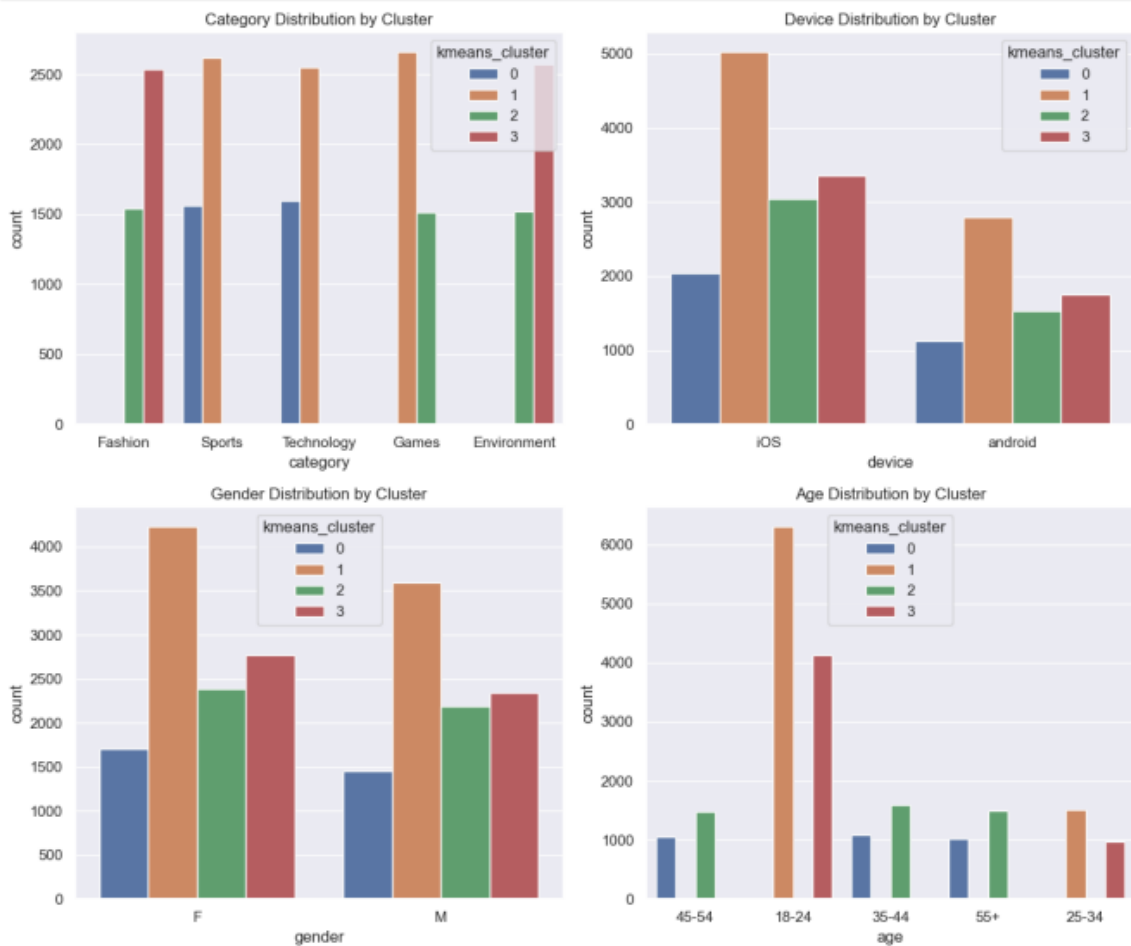 Category Distribution by Cluster
kmeans_cluster
0
1
2
3
2500
2000
1500
1000
500
0
count
Fashion Sports Technology Games Environment
category
Device Distribution by Cluster
kmeans_cluster
0
1
2
3
5000
4000
3000
2000
1000
0
count
iOS android
device
Gender Distribution by Cluster
kmeans_cluster
0
1
2
3
4000
3500
3000
2500
2000
1500
1000
500
0
count
F M
gender
Age Distribution by Cluster
kmeans_cluster
0
1
2
3
6000
5000
4000
3000
2000
1000
0
count
45-54 18-24 35-44 55+ 25-34
age